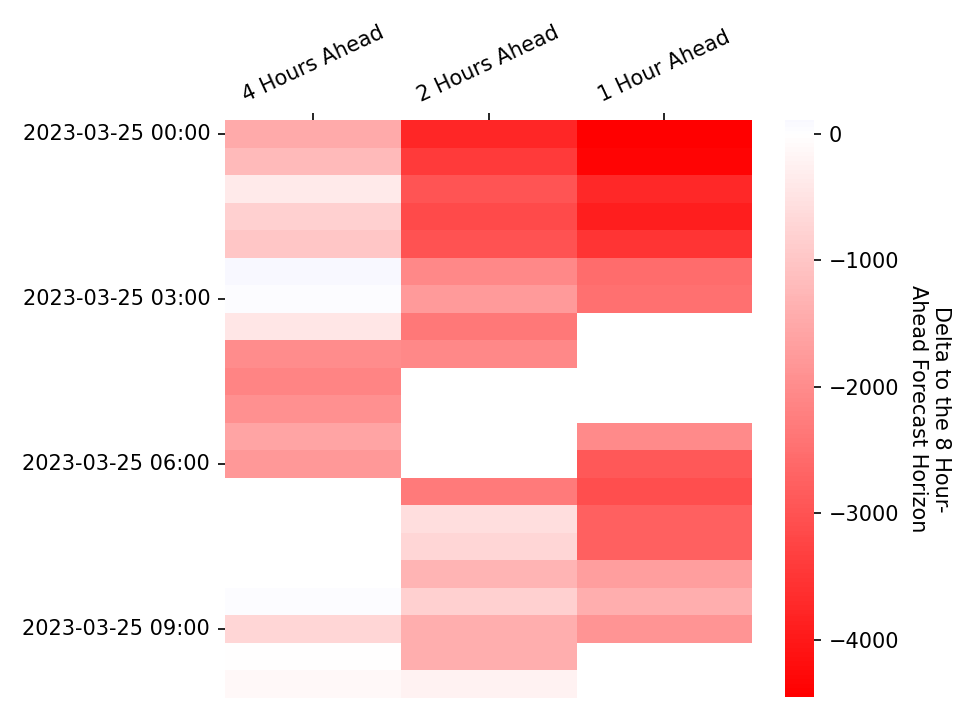 4 Hours Ahead
2 Hours Ahead
1 Hour Ahead
2023-03-25 00:00
2023-03-25 03:00
2023-03-25 06:00
2023-03-25 09:00
0
−1000
−2000
−3000
−4000
Delta to the 8 Hour-
Ahead Forecast Horizon